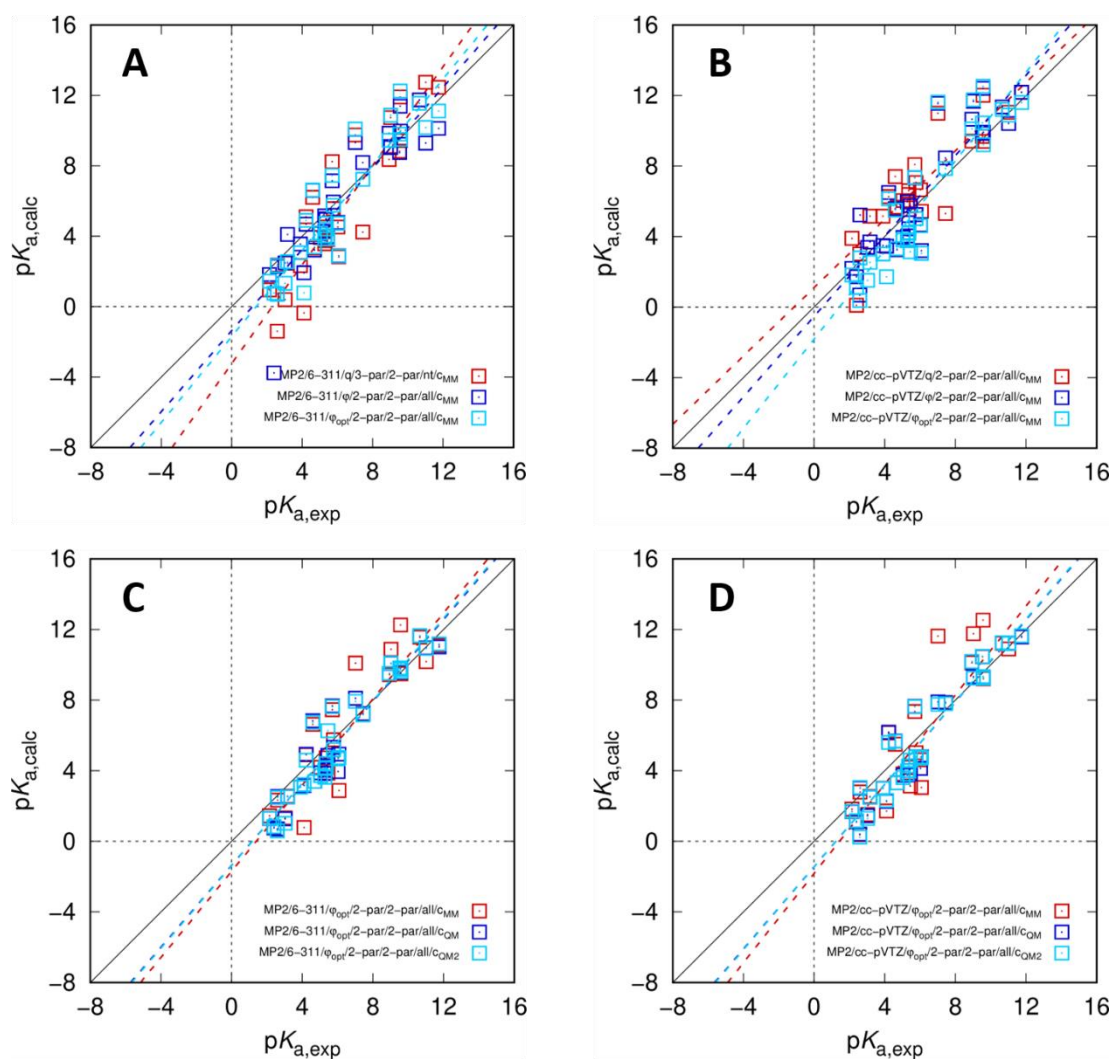 A
16
12
8
4
0
−4
−8
−8 −4 0 4 8 12 16
pKa,calc
pKa,exp
MP2/6−311/q/3−par/2−par/nt/cMM
MP2/6−311/φ/2−par/2−par/all/cMM
MP2/6−311/φopt/2−par/2−par/all/cMM
B
16
12
8
4
0
−4
−8
−8 −4 0 4 8 12 16
pKa,calc
pKa,exp
MP2/cc−pVTZ/q/2−par/2−par/all/cMM
MP2/cc−pVTZ/φ/2−par/2−par/all/cMM
MP2/cc−pVTZ/φopt/2−par/2−par/all/cMM
C
16
12
8
4
0
−4
−8
−8 −4 0 4 8 12 16
pKa,calc
pKa,exp
MP2/6−311/φopt/2−par/2−par/all/cMM
MP2/6−311/φopt/2−par/2−par/all/cQM
MP2/6−311/φopt/2−par/2−par/all/cQM2
D
16
12
8
4
0
−4
−8
−8 −4 0 4 8 12 16
pKa,calc
pKa,exp
MP2/cc−pVTZ/φopt/2−par/2−par/all/cMM
MP2/cc−pVTZ/φopt/2−par/2−par/all/cQM
MP2/cc−pVTZ/φopt/2−par/2−par/all/cQM2